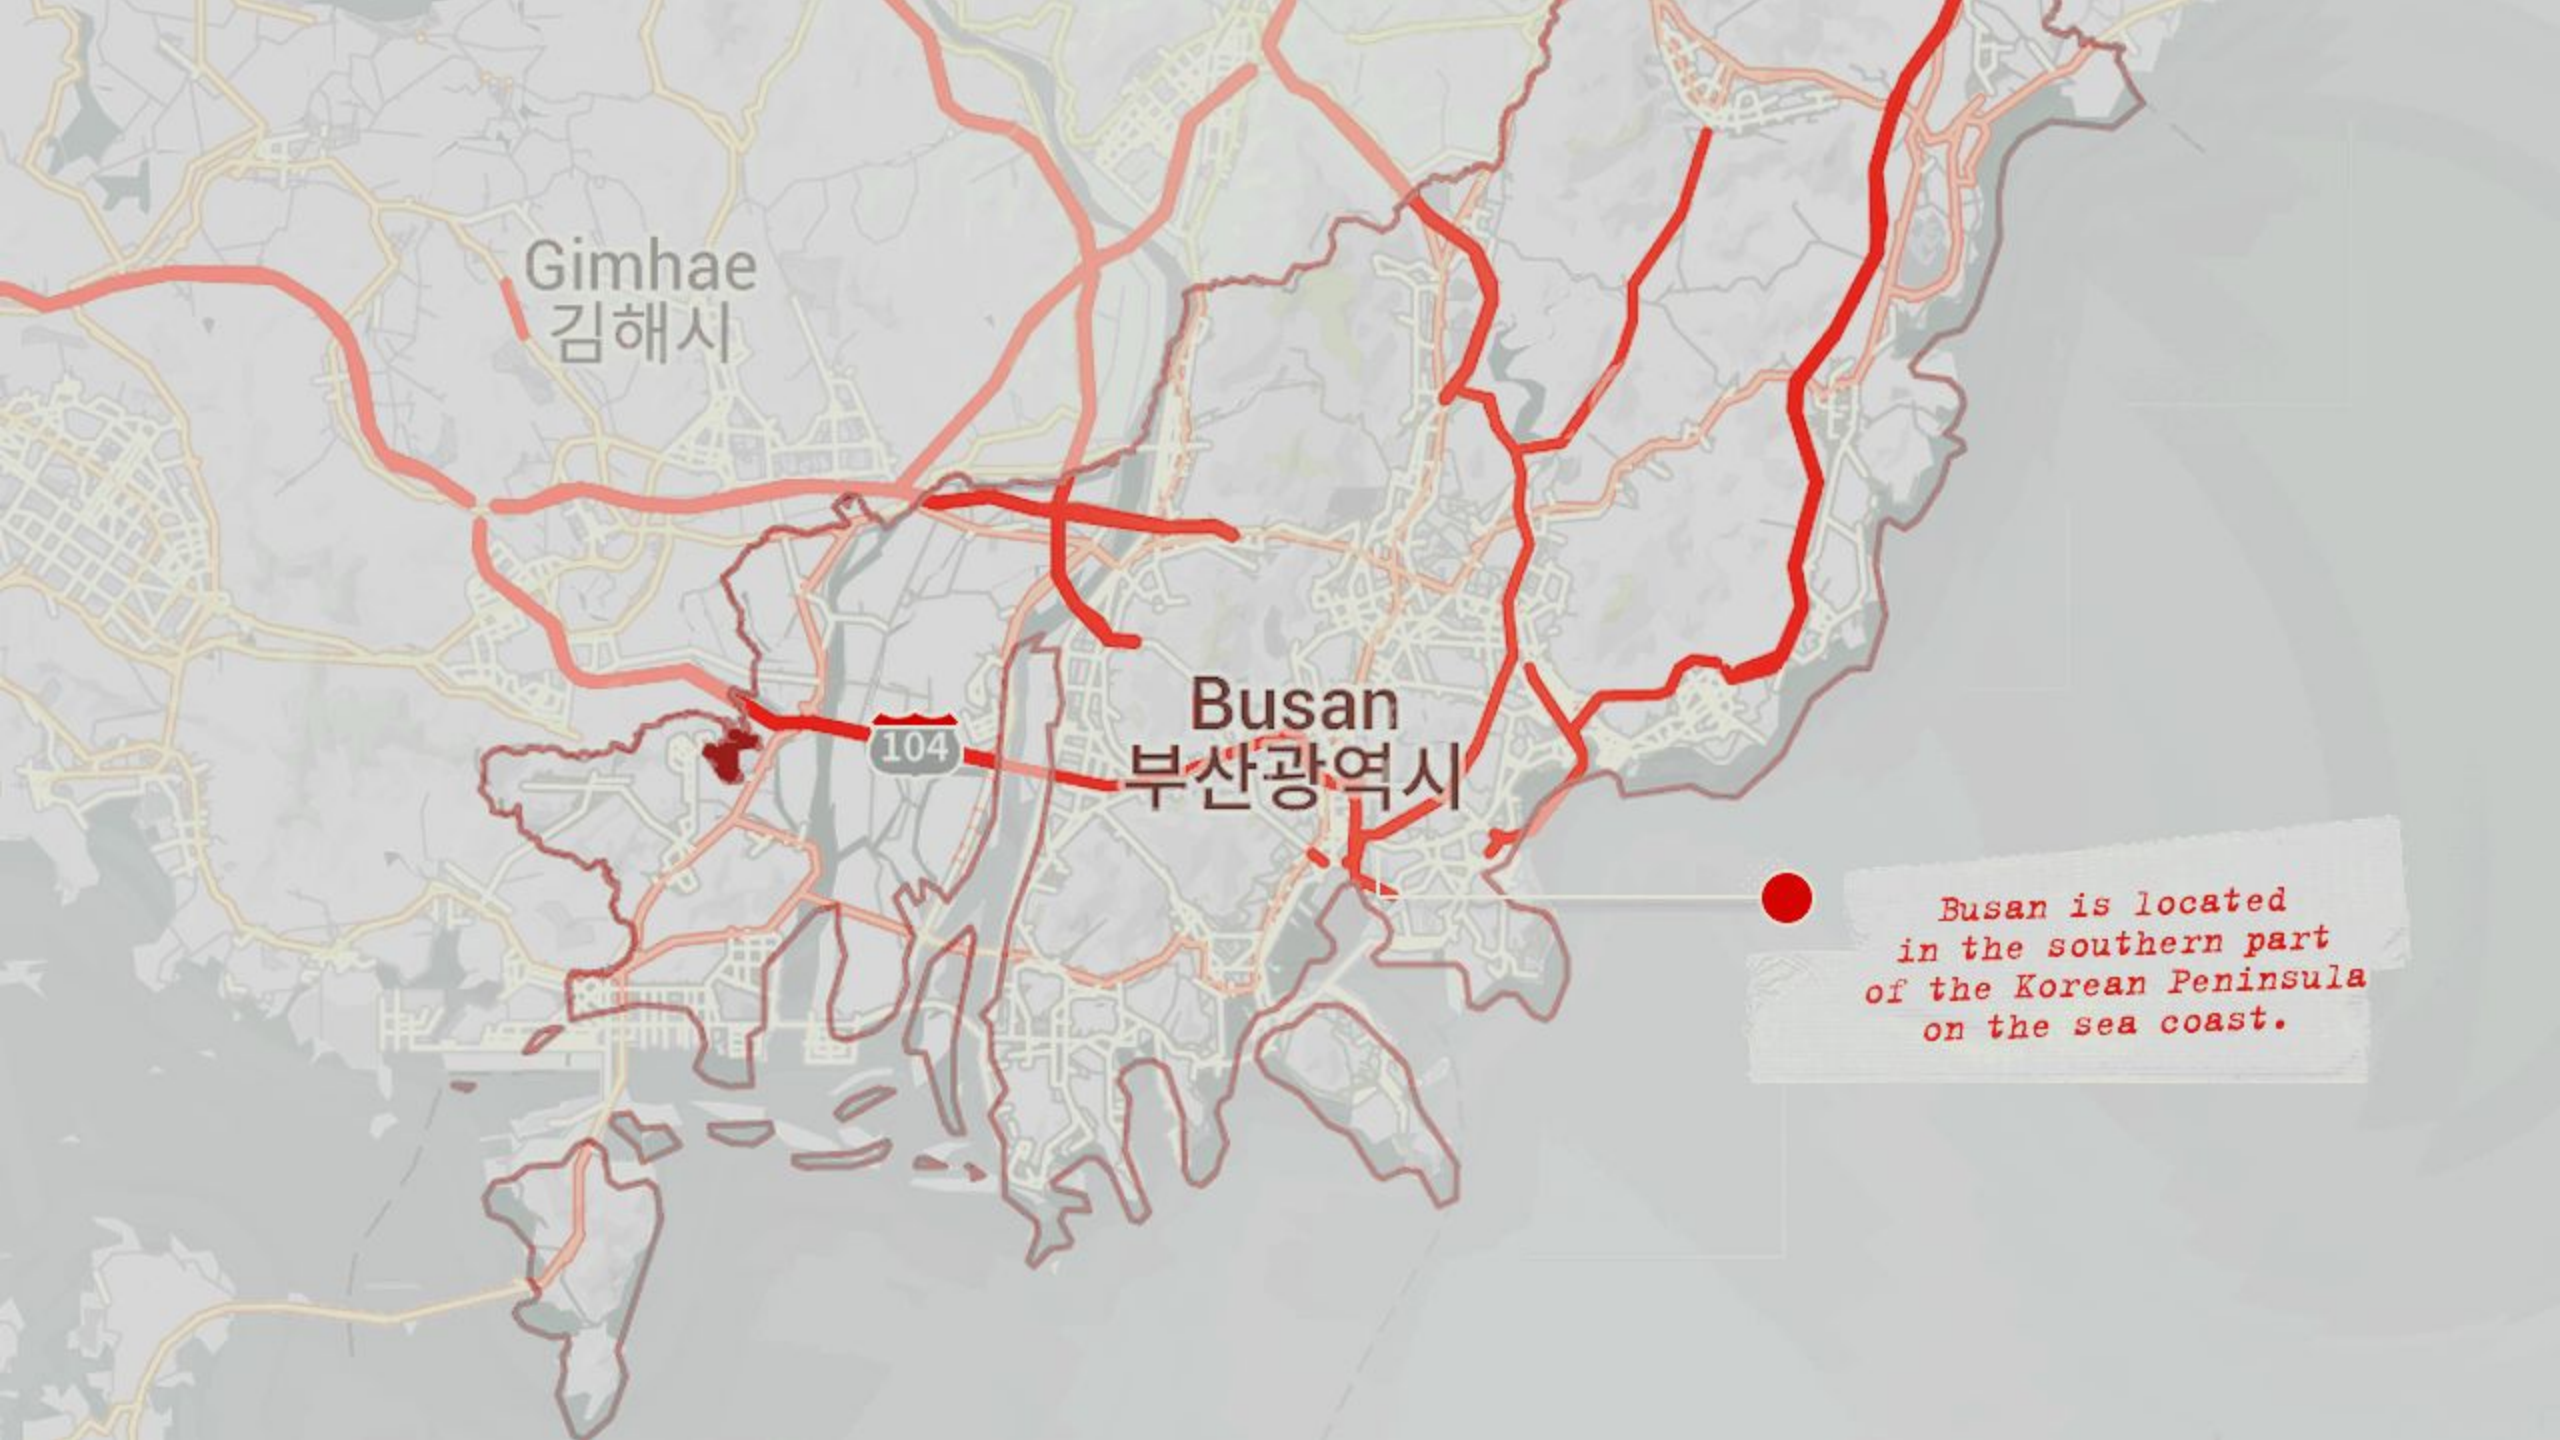 Gimhae
김해시
104
Busan
부산광역시
Busan is located
in the southern part
of the Korean Peninsula
on the sea coast.